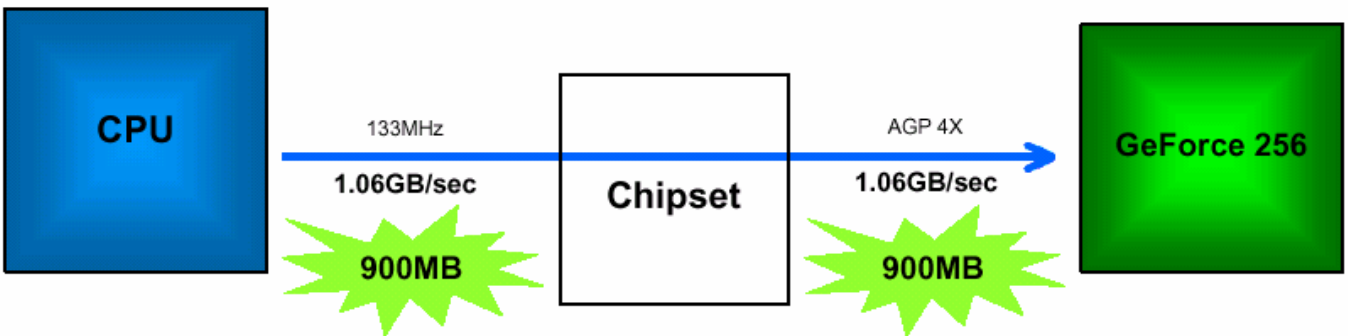 CPU
133MHz
1.06GB/sec
900MB
Chipset
AGP 4X
1.06GB/sec
900MB
GeForce 256